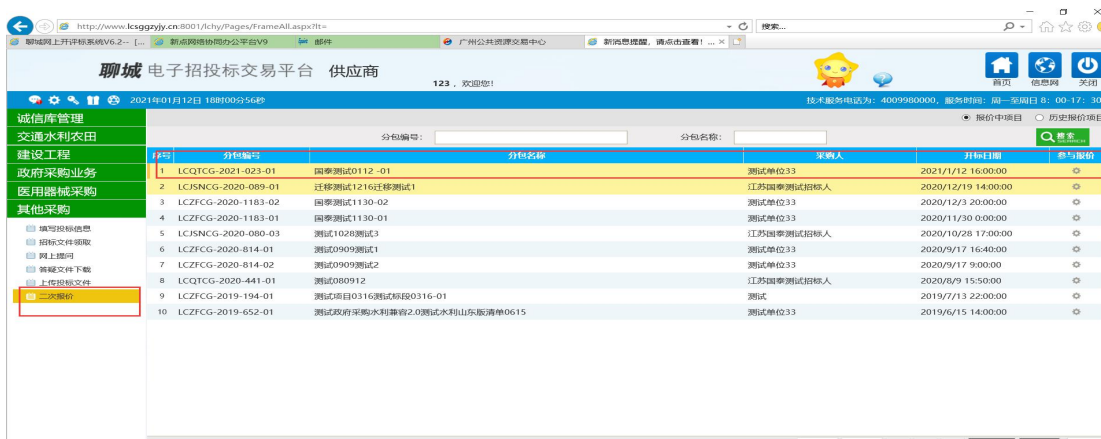 http://www.lcsggzyjy.cn:8001/lchy/Pages/FrameAll.aspx?lt= 搜索...
聊城网上开评标系统V6.2-- [... 新点网络协同办公平台V9 邮件 广州公共资源交易中心 新消息提醒，请点击查看! ...
聊城 电子招投标交易平台 供应商 123，欢迎您!! 首页 信息网 关闭
2021年01月12日 18时00分56秒 技术服务电话为：4009980000，服务时间：周一至周日 8：00-17：30
诚信库管理 报价中项目 历史报价项目
交通水利农田 分包编号： 分包名称： 搜索 SEARCH
建设工程 序号 分包编号 分包名称 采购人 开标日期 参与报价
政府采购业务 1 LCQTCG-2021-023-01 国泰测试0112 -01 测试单位33 2021/1/12 16:00:00
医用器械采购 2 LCJSNCG-2020-089-01 迁移测试1216迁移测试1 江苏国泰测试招标人 2020/12/19 14:00:00
其他采购 3 LCZFCG-2020-1183-02 国泰测试1130-02 测试单位33 2020/12/3 20:00:00
4 LCZFCG-2020-1183-01 国泰测试1130-01 测试单位33 2020/11/30 0:00:00
填写投标信息 5 LCJSNCG-2020-080-03 测试1028测试3 江苏国泰测试招标人 2020/10/28 17:00:00
招标文件领取
网上提问 6 LCZFCG-2020-814-01 测试0909测试1 测试单位33 2020/9/17 16:40:00
答疑文件下载 7 LCZFCG-2020-814-02 测试0909测试2 测试单位33 2020/9/17 9:00:00
上传投标文件 8 LCQTCG-2020-441-01 测试080912 江苏国泰测试招标人 2020/8/9 15:50:00
二次报价 9 LCZFCG-2019-194-01 测试项目0316测试标段0316-01 测试 2019/7/13 22:00:00
10 LCZFCG-2019-652-01 测试政府采购水利兼容2.0测试水利山东版清单0615 测试单位33 2019/6/15 14:00:00